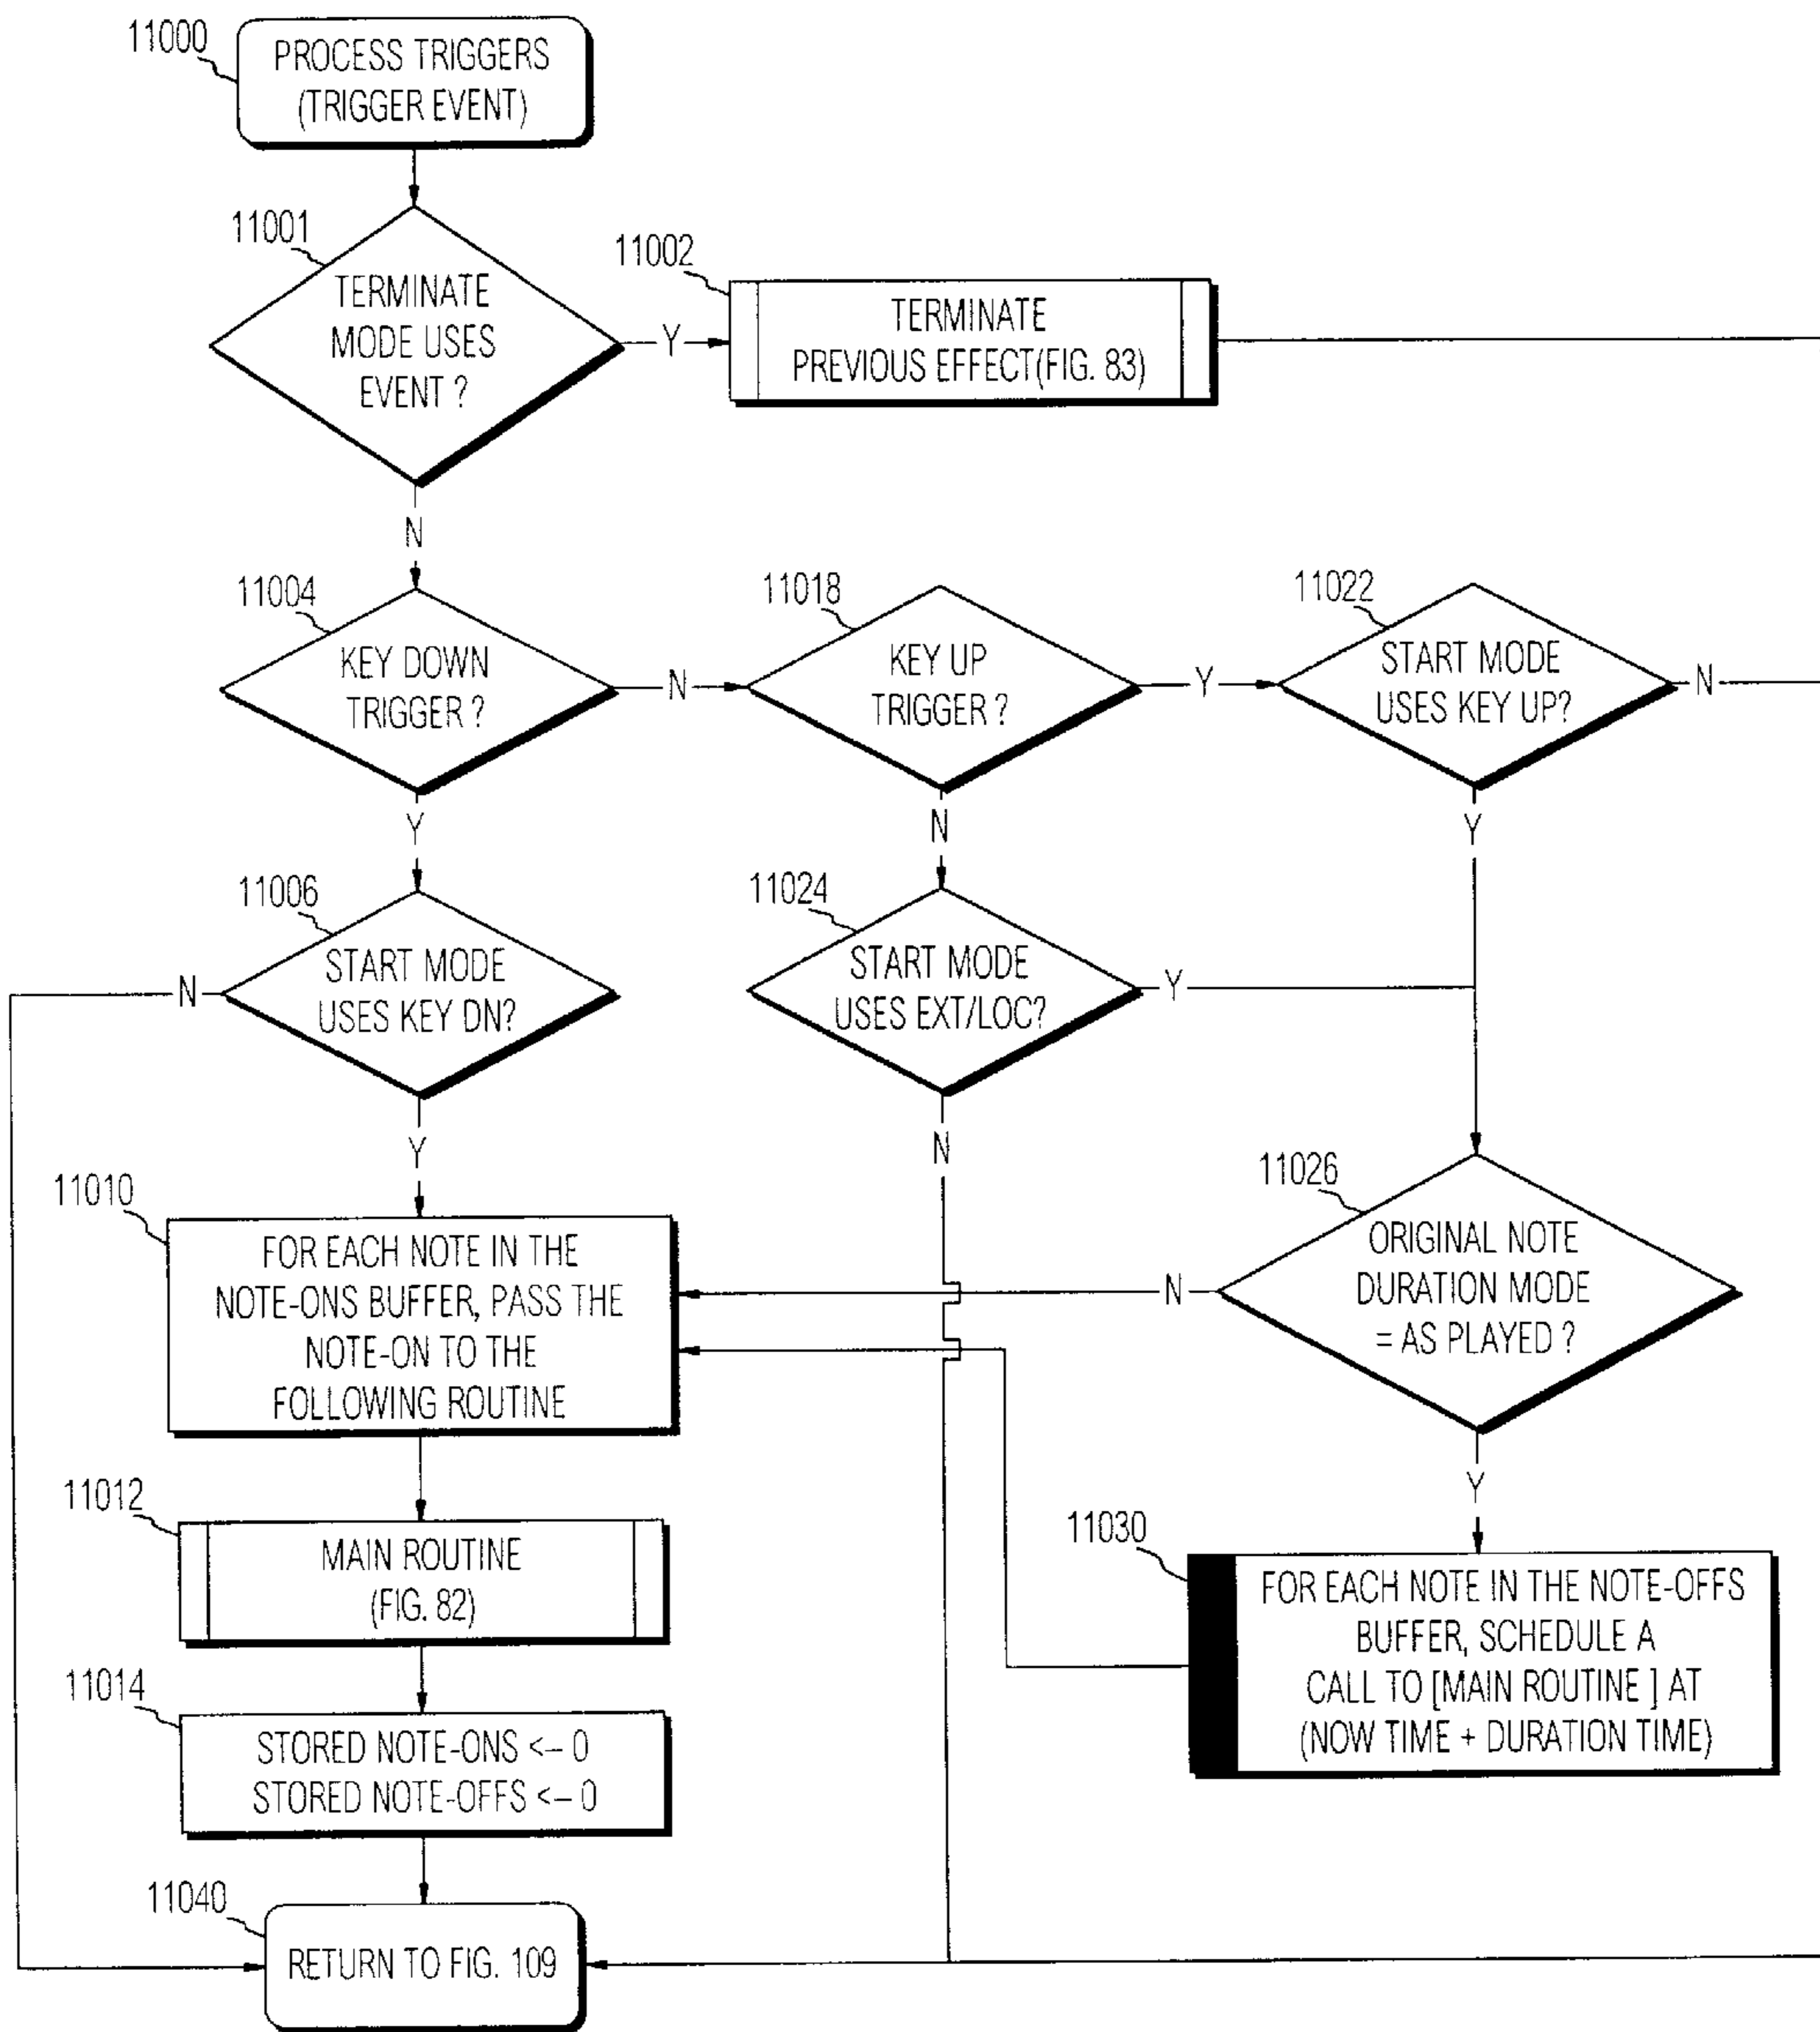 11000
PROCESS TRIGGERS
(TRIGGER EVENT)
11001
TERMINATE
MODE USES
EVENT ?
Y
11002
TERMINATE
PREVIOUS EFFECT(FIG. 83)
N
11004
KEY DOWN
TRIGGER ?
N
11018
KEY UP
TRIGGER ?
Y
11022
START MODE
USES KEY UP?
N
Y
N
Y
11006
START MODE
USES KEY DN?
N
11024
START MODE
USES EXT/LOC?
Y
Y
N
11010
FOR EACH NOTE IN THE
NOTE-ONS BUFFER, PASS THE
NOTE-ON TO THE
FOLLOWING ROUTINE
11026
ORIGINAL NOTE
DURATION MODE
= AS PLAYED ?
N
Y
11012
MAIN ROUTINE
(FIG. 82)
11030
FOR EACH NOTE IN THE NOTE-OFFS
BUFFER, SCHEDULE A
CALL TO [MAIN ROUTINE ] AT
(NOW TIME + DURATION TIME)
11014
STORED NOTE-ONS <– 0
STORED NOTE-OFFS <– 0
11040
RETURN TO FIG. 109